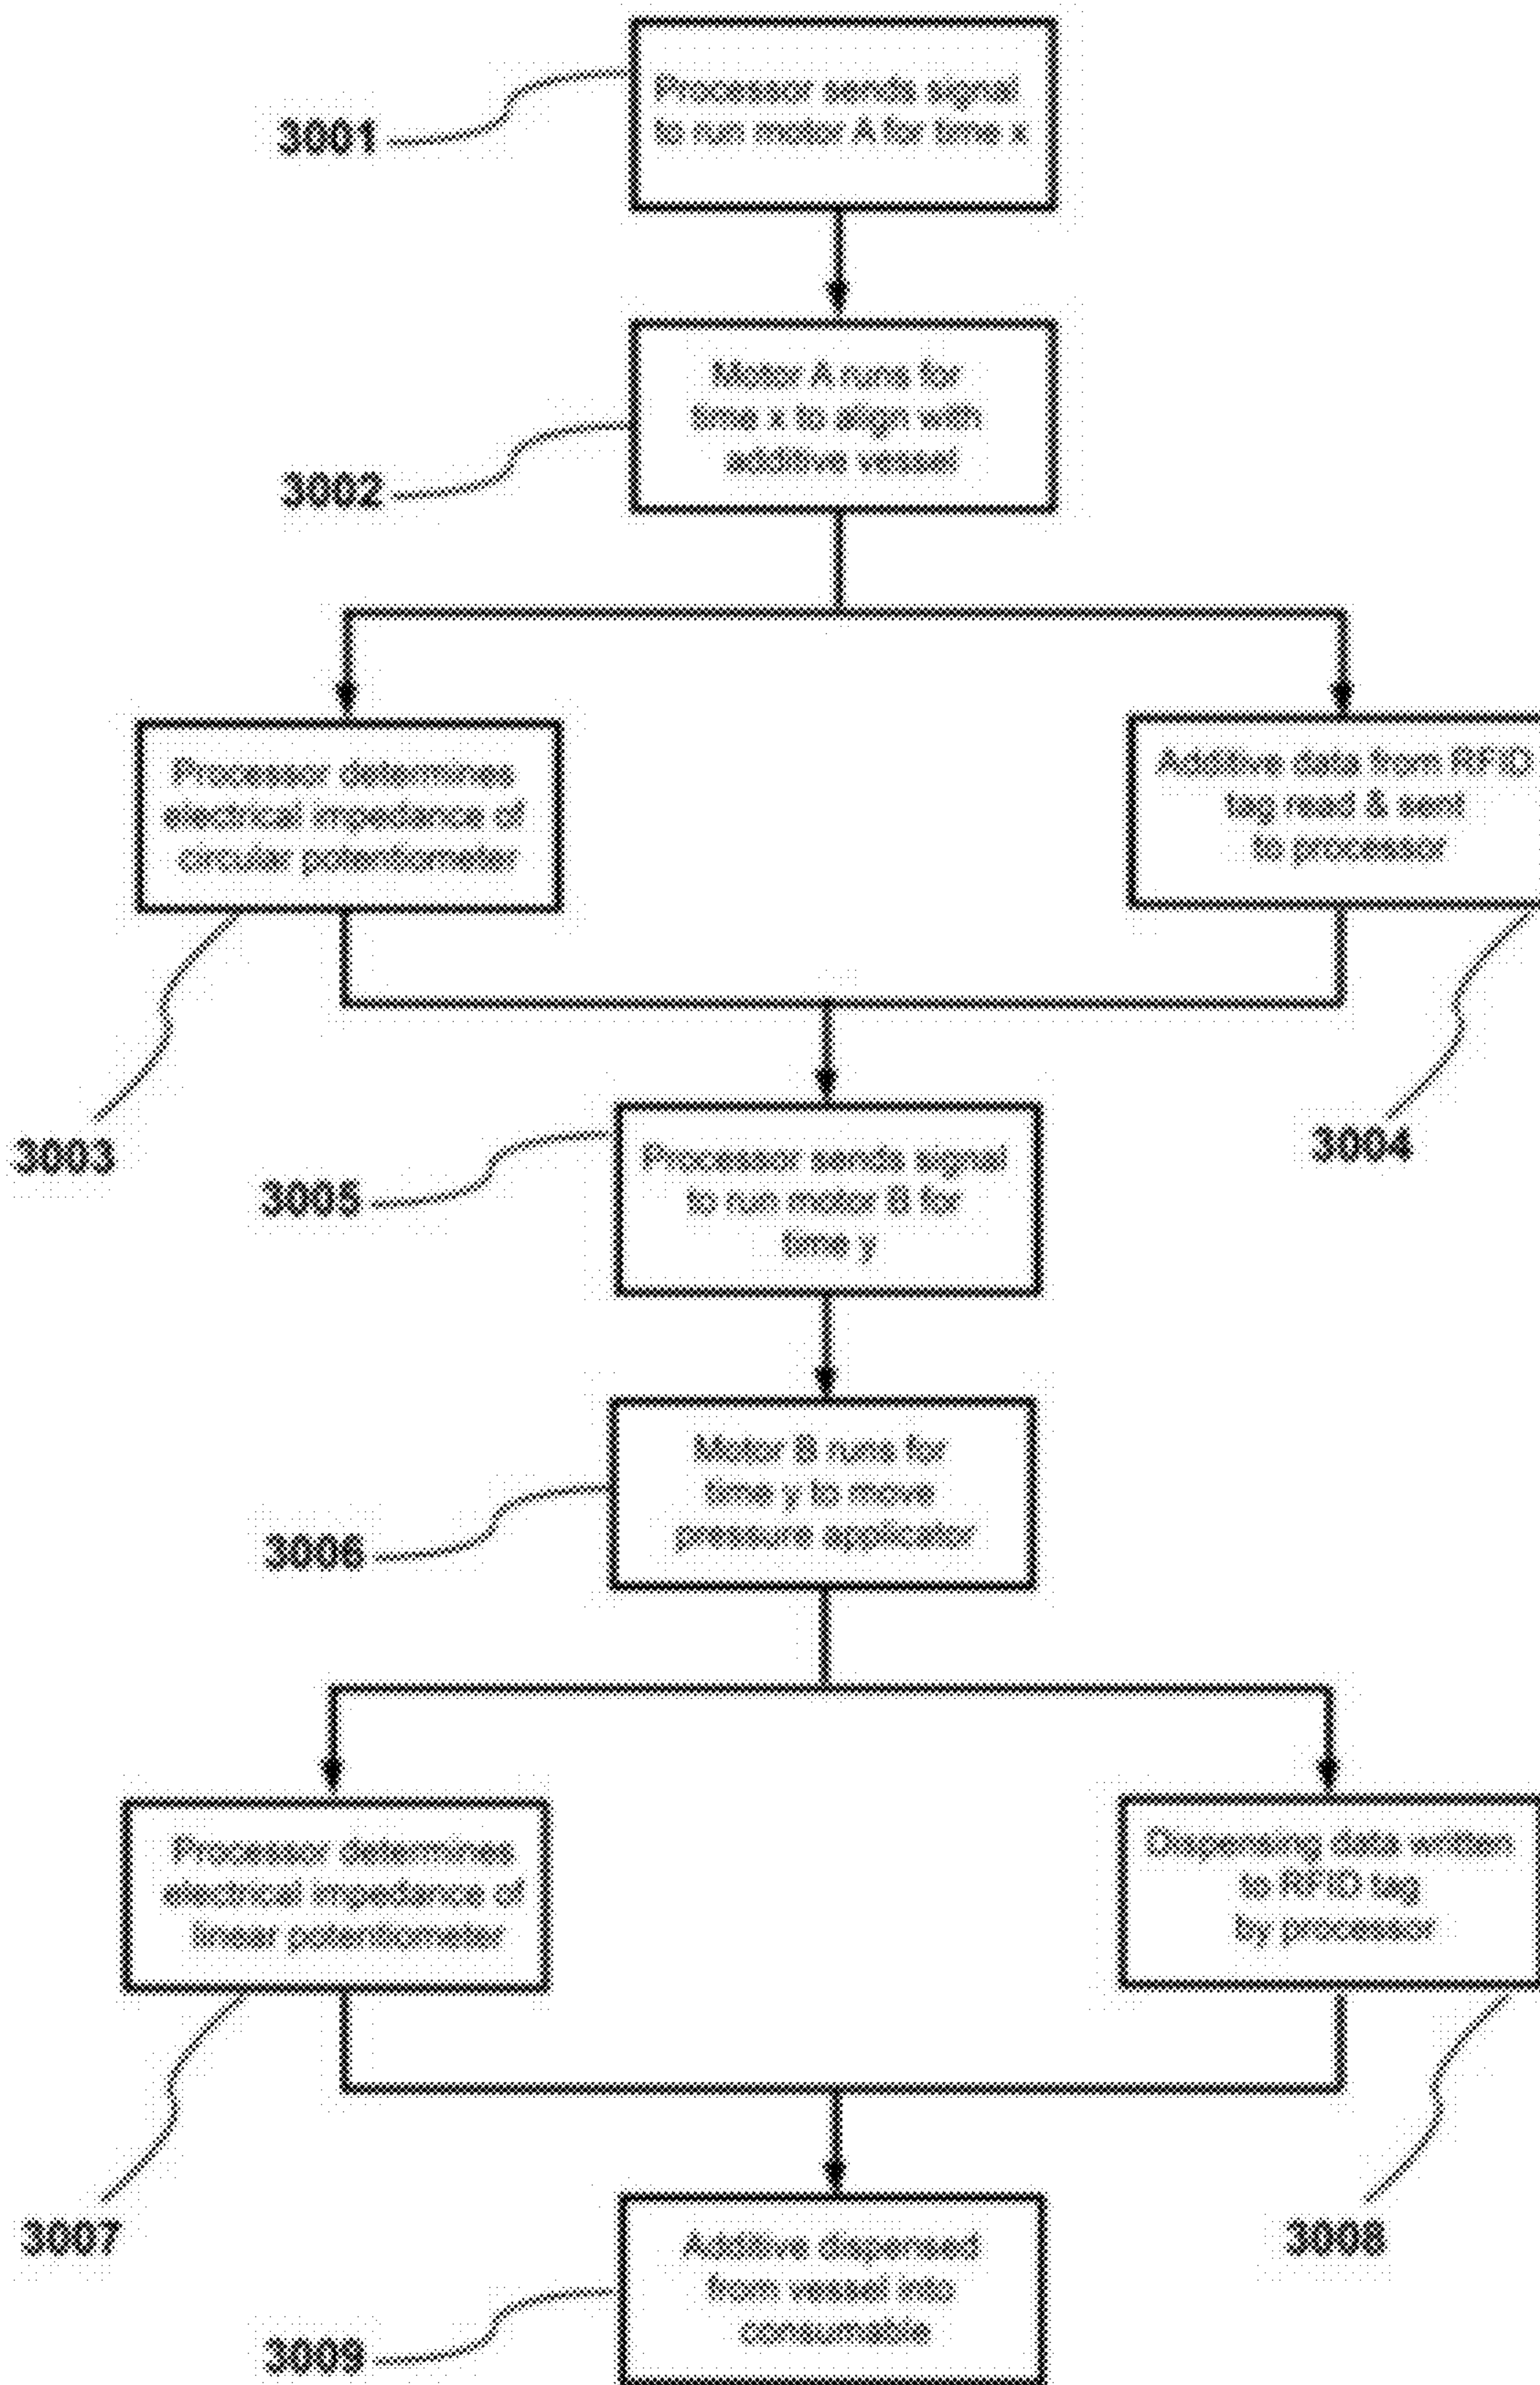 Processor sends signal
to run motor A for time x
3001
Motor A runs for
time x to align with
additive vessel
3002
Processor determines
electrical impedance of
circular potentiometer
Additive data from RFID
tag read & sent
to processor
3003
3004
Processor sends signal
to run motor B for
time y
3005
Motor B runs for
time y to move
pressure applicator
3006
Processor determines
electrical impedance of
linear potentiometer
Dispensing data written
to RFID tag
by processor
3007
3008
Additive dispensed
from vessel into
consumable
3009